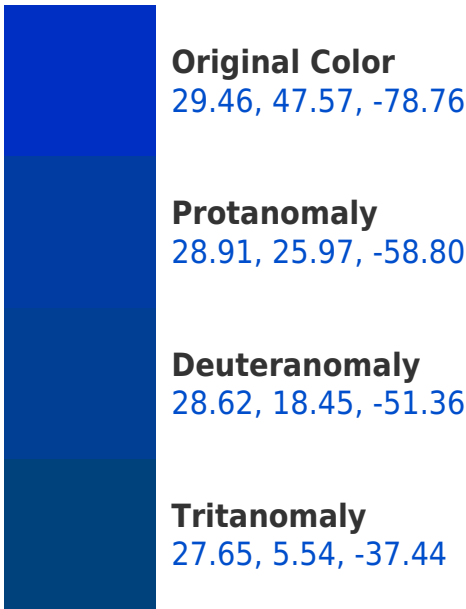 Original Color
29.46, 47.57, -78.76
Protanomaly
28.91, 25.97, -58.80
Deuteranomaly
28.62, 18.45, -51.36
Tritanomaly
27.65, 5.54, -37.44